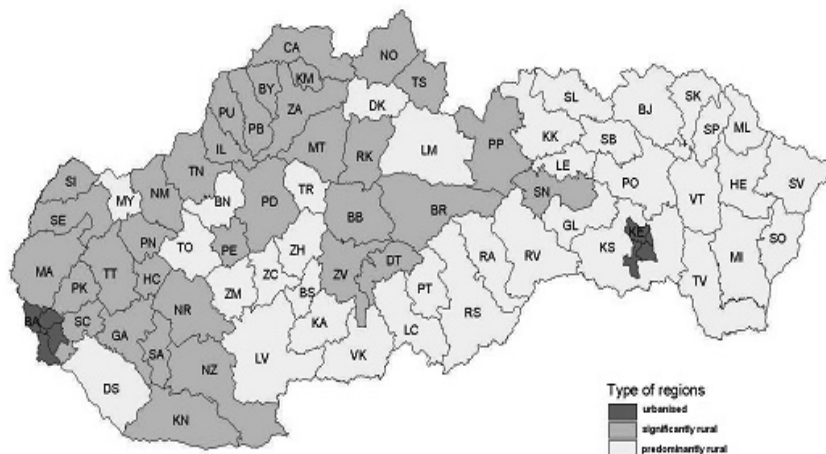 CA
NO
TS
KM
BY
PU
PB
ZA
DK
IL
MT
RK
LM
PP
SL
BJ
SK
SP
ML
KK
SB
LE
PO
SN
VT
HE
SV
SI
MY
NM
TN
BN
PD
TR
BB
BR
GL
KS
KE
MI
SO
TV
SE
PN
TO
PE
ZH
ZC
ZV
DT
PT
RA
RV
RS
MA
PK
TT
HC
ZM
BS
KA
LC
VK
BA
SC
GA
NR
SA
NZ
LV
DS
KN
Type of regions
urbanised
significantly rural
predominantly rural